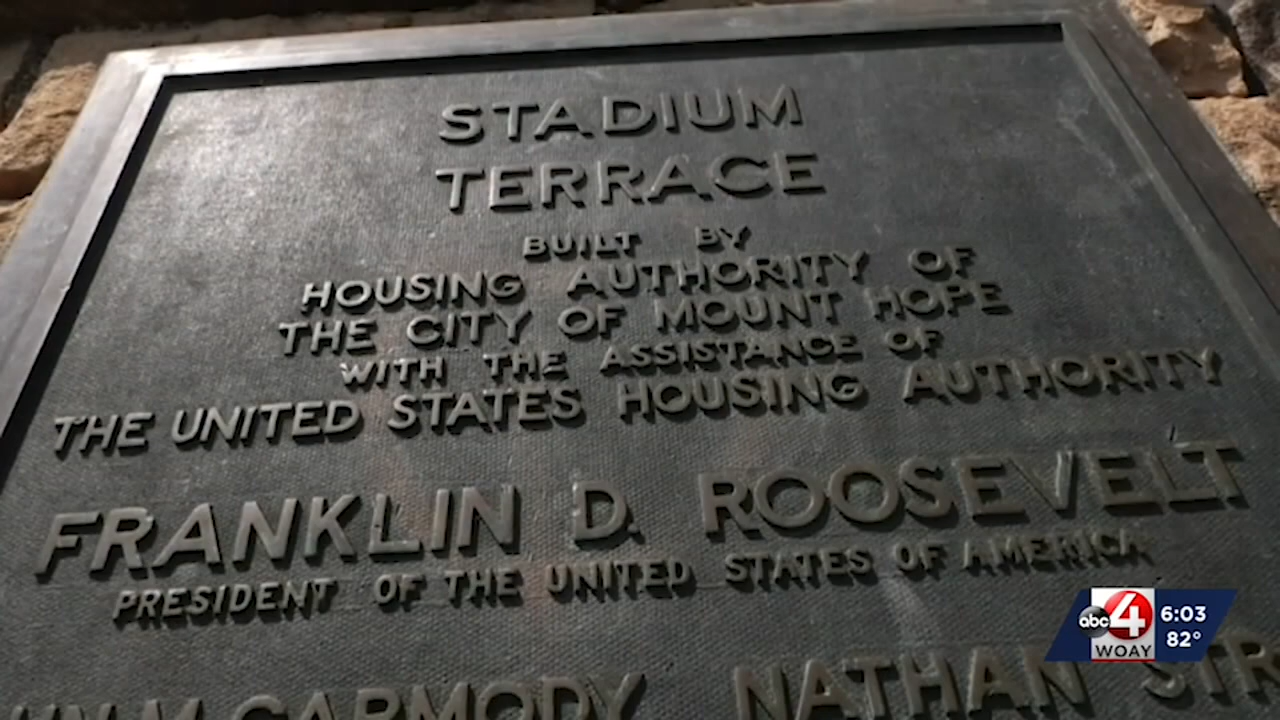 STADIUM
TERRACE
BUILT BY
HOUSING AUTHORITY OF
THE CITY OF MOUNT HOPE
WITH THE ASSISTANCE OF
THE UNITED STATES HOUSING AUTHORITY
FRANKLIN D. ROOSEVELT
PRESIDENT OF THE UNITED STATES OF AMERICA
M. CARMODY NATHAN STR
abc 4 WOAY
6:03
82°